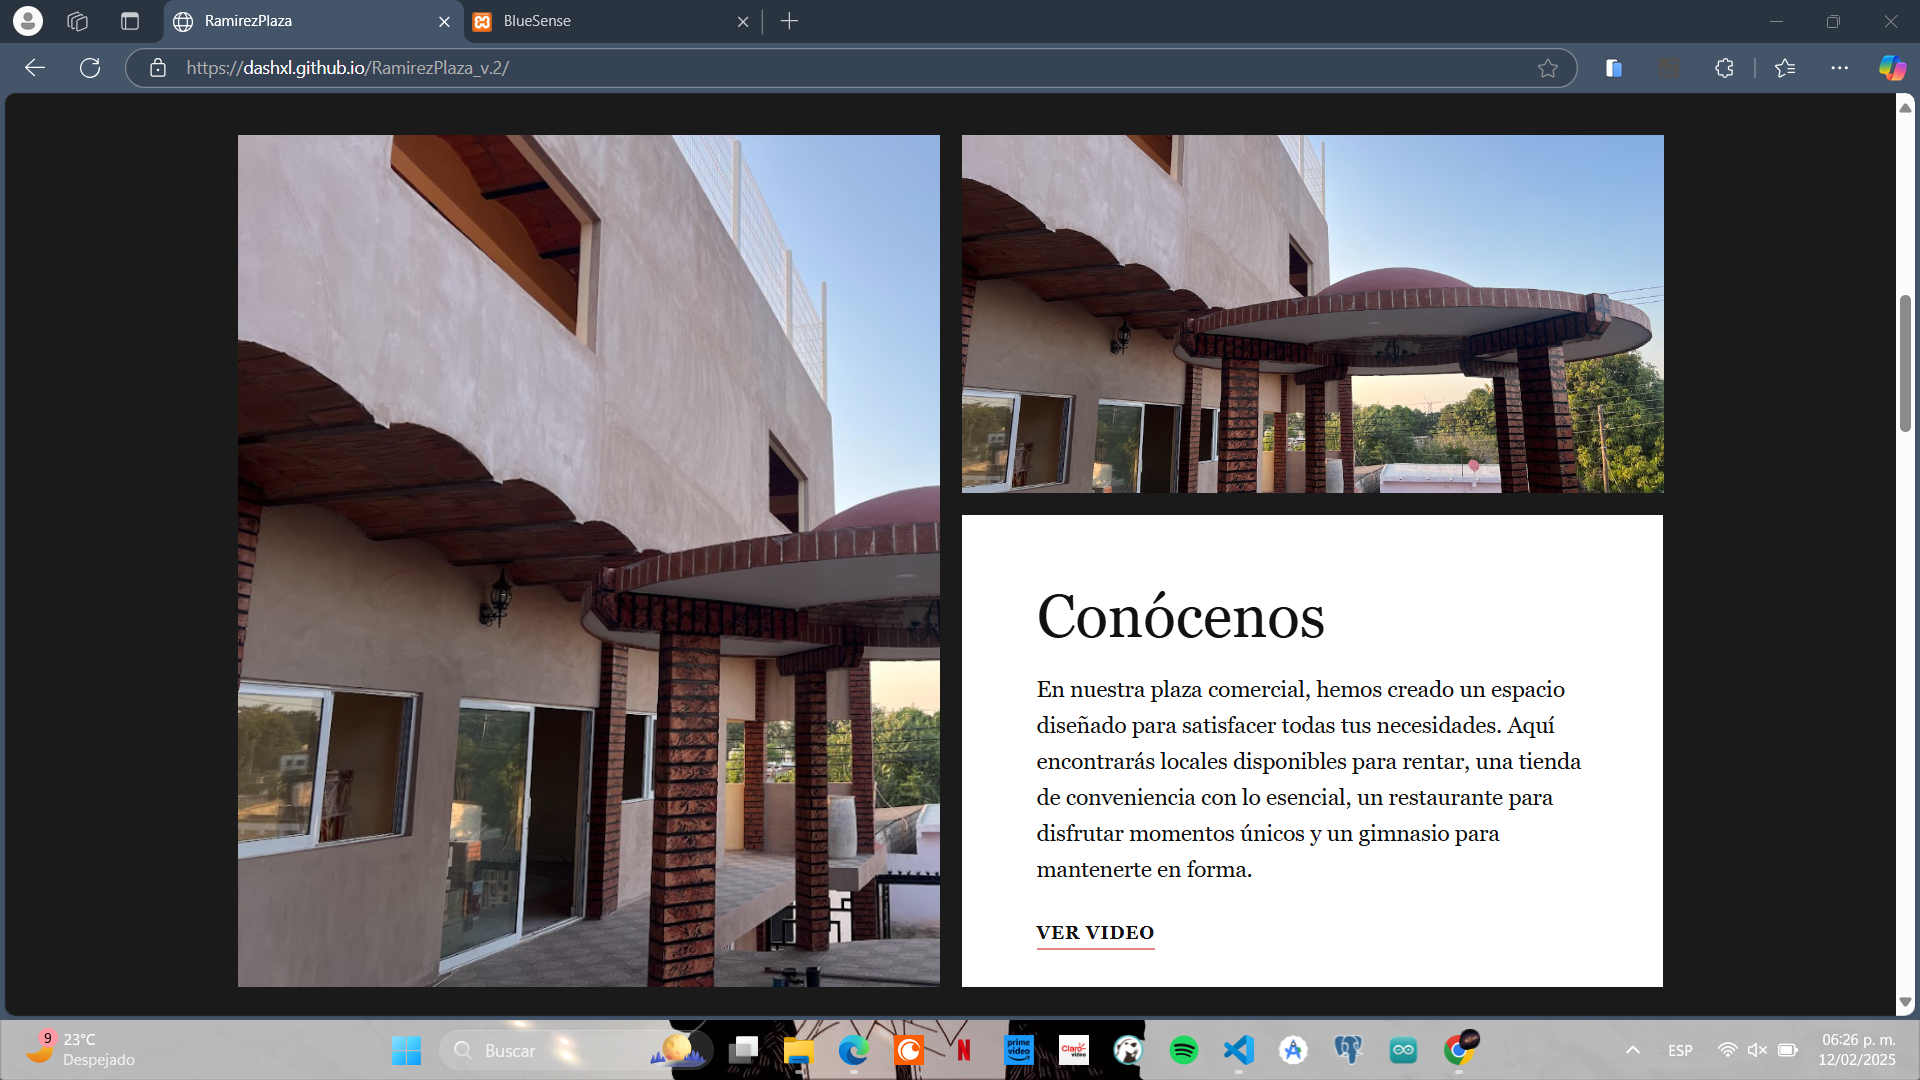 RamirezPlaza
BlueSense
https://dashxl.github.io/RamirezPlaza_v.2/
Conócenos
En nuestra plaza comercial, hemos creado un espacio
diseñado para satisfacer todas tus necesidades. Aquí
encontrarás locales disponibles para rentar, una tienda
de conveniencia con lo esencial, un restaurante para
disfrutar momentos únicos y un gimnasio para
mantenerte en forma.
VER VIDEO
9
23°C
Despejado
Buscar
N
prime
video
Claro
video
ESP
06:26 p. m.
12/02/2025